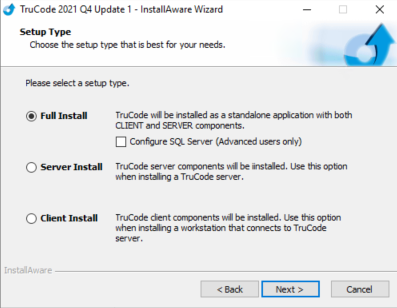 TruCode 2021 Q4 Update 1 - InstallAware Wizard
Setup Type
Choose the setup type that is best for your needs.
Please select a setup type.
Full Install
TruCode will be installed as a standalone application with both
CLIENT and SERVER components.
Configure SQL Server (Advanced users only)
Server Install
TruCode server components will be iinstalled. Use this option
when installing a TruCode server.
Client Install
TruCode client components will be installed. Use this option
when installing a workstation that connects to TruCode
server.
InstallAware
< Back
Next >
Cancel